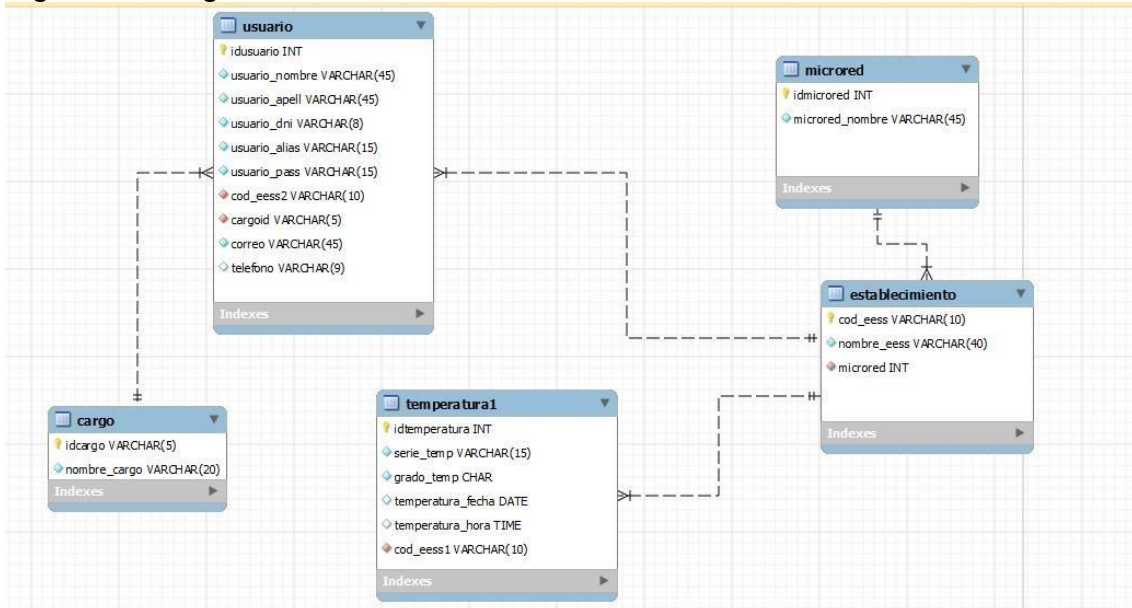 usuario
idusuario INT
usuario_nombre VARCHAR(45)
usuario_apell VARCHAR(45)
usuario_dni VARCHAR(8)
usuario_alias VARCHAR(15)
usuario_pass VARCHAR(15)
cod_eess2 VARCHAR(10)
cargoid VARCHAR(5)
correo VARCHAR(45)
telefono VARCHAR(9)
Indexes
microred
idmicrored INT
microred_nombre VARCHAR(45)
Indexes
establecimiento
cod_eess VARCHAR(10)
nombre_eess VARCHAR(40)
microred INT
Indexes
cargo
idcargo VARCHAR(5)
nombre_cargo VARCHAR(20)
Indexes
temperatura1
idtemperatura INT
serie_temp VARCHAR(15)
grado_temp CHAR
temperatura_fecha DATE
temperatura_hora TIME
cod_eess1 VARCHAR(10)
Indexes